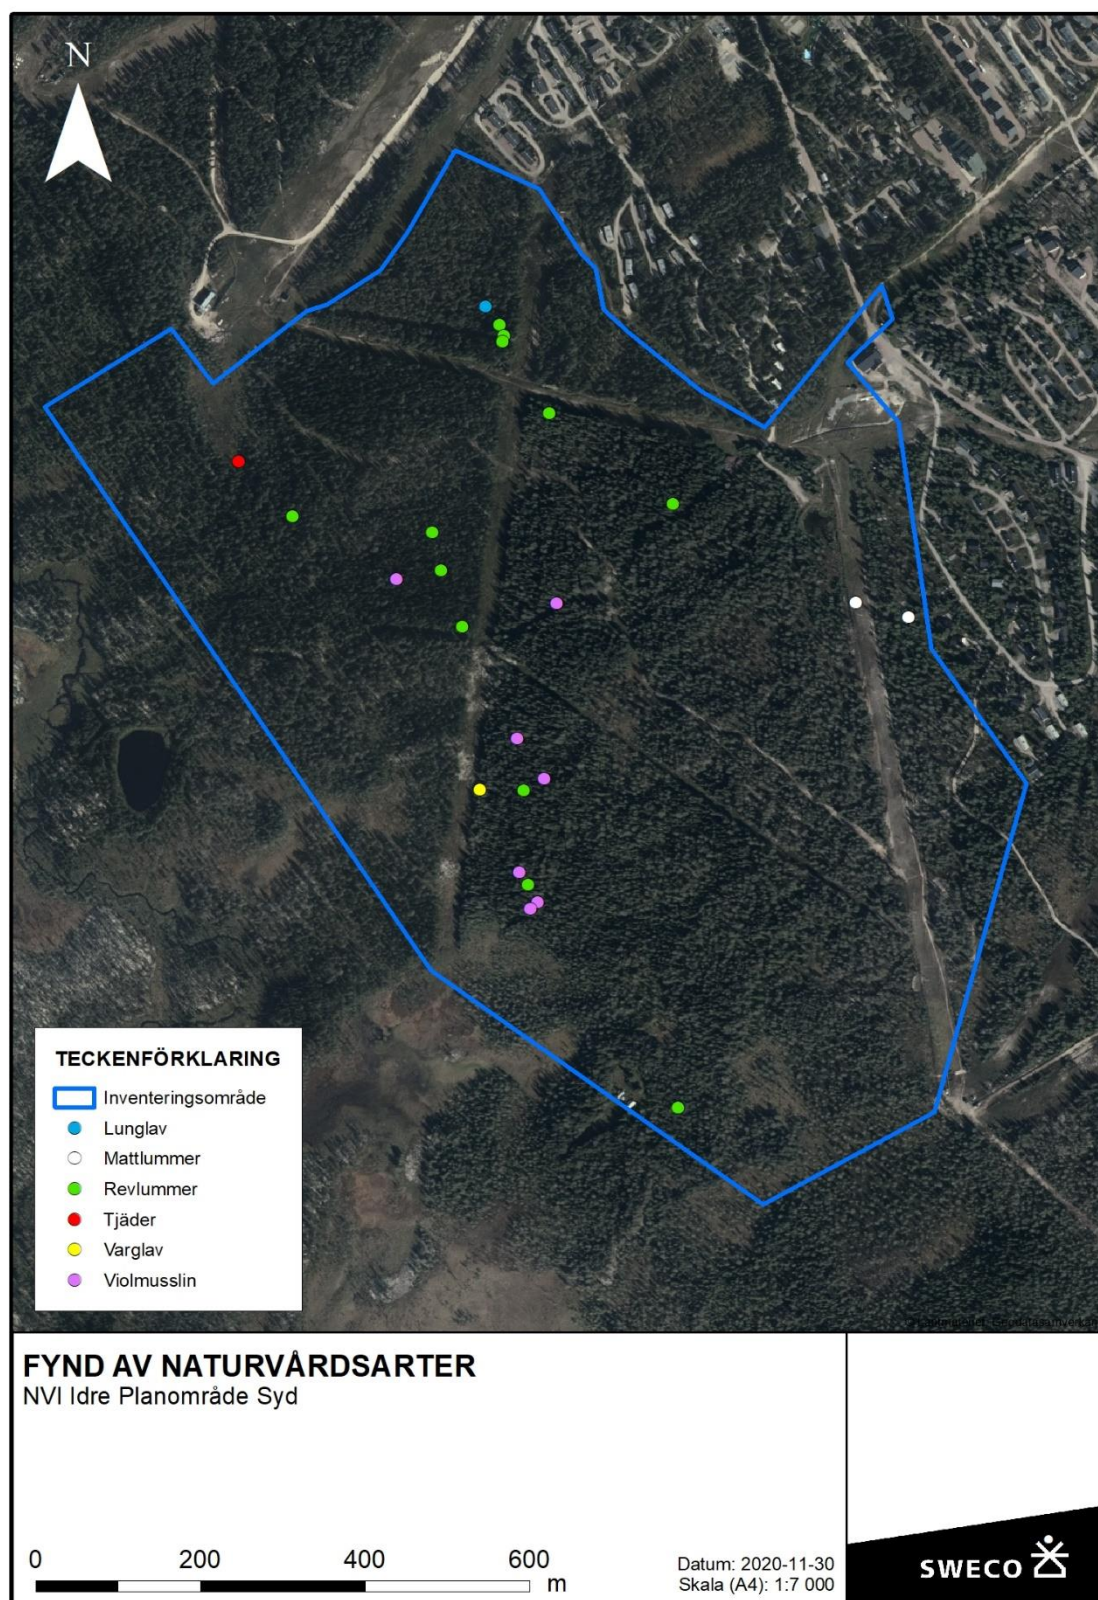 N
TECKENFÖRKLARING
Inventeringsområde
Lunglav
Mattlummer
Revlummer
Tjäder
Varglav
Violmusslin
FYND AV NATURVÅRDSARTER
NVI Idre Planområde Syd
0 200 400 600
m
Datum: 2020-11-30
Skala (A4): 1:7 000
SWECO